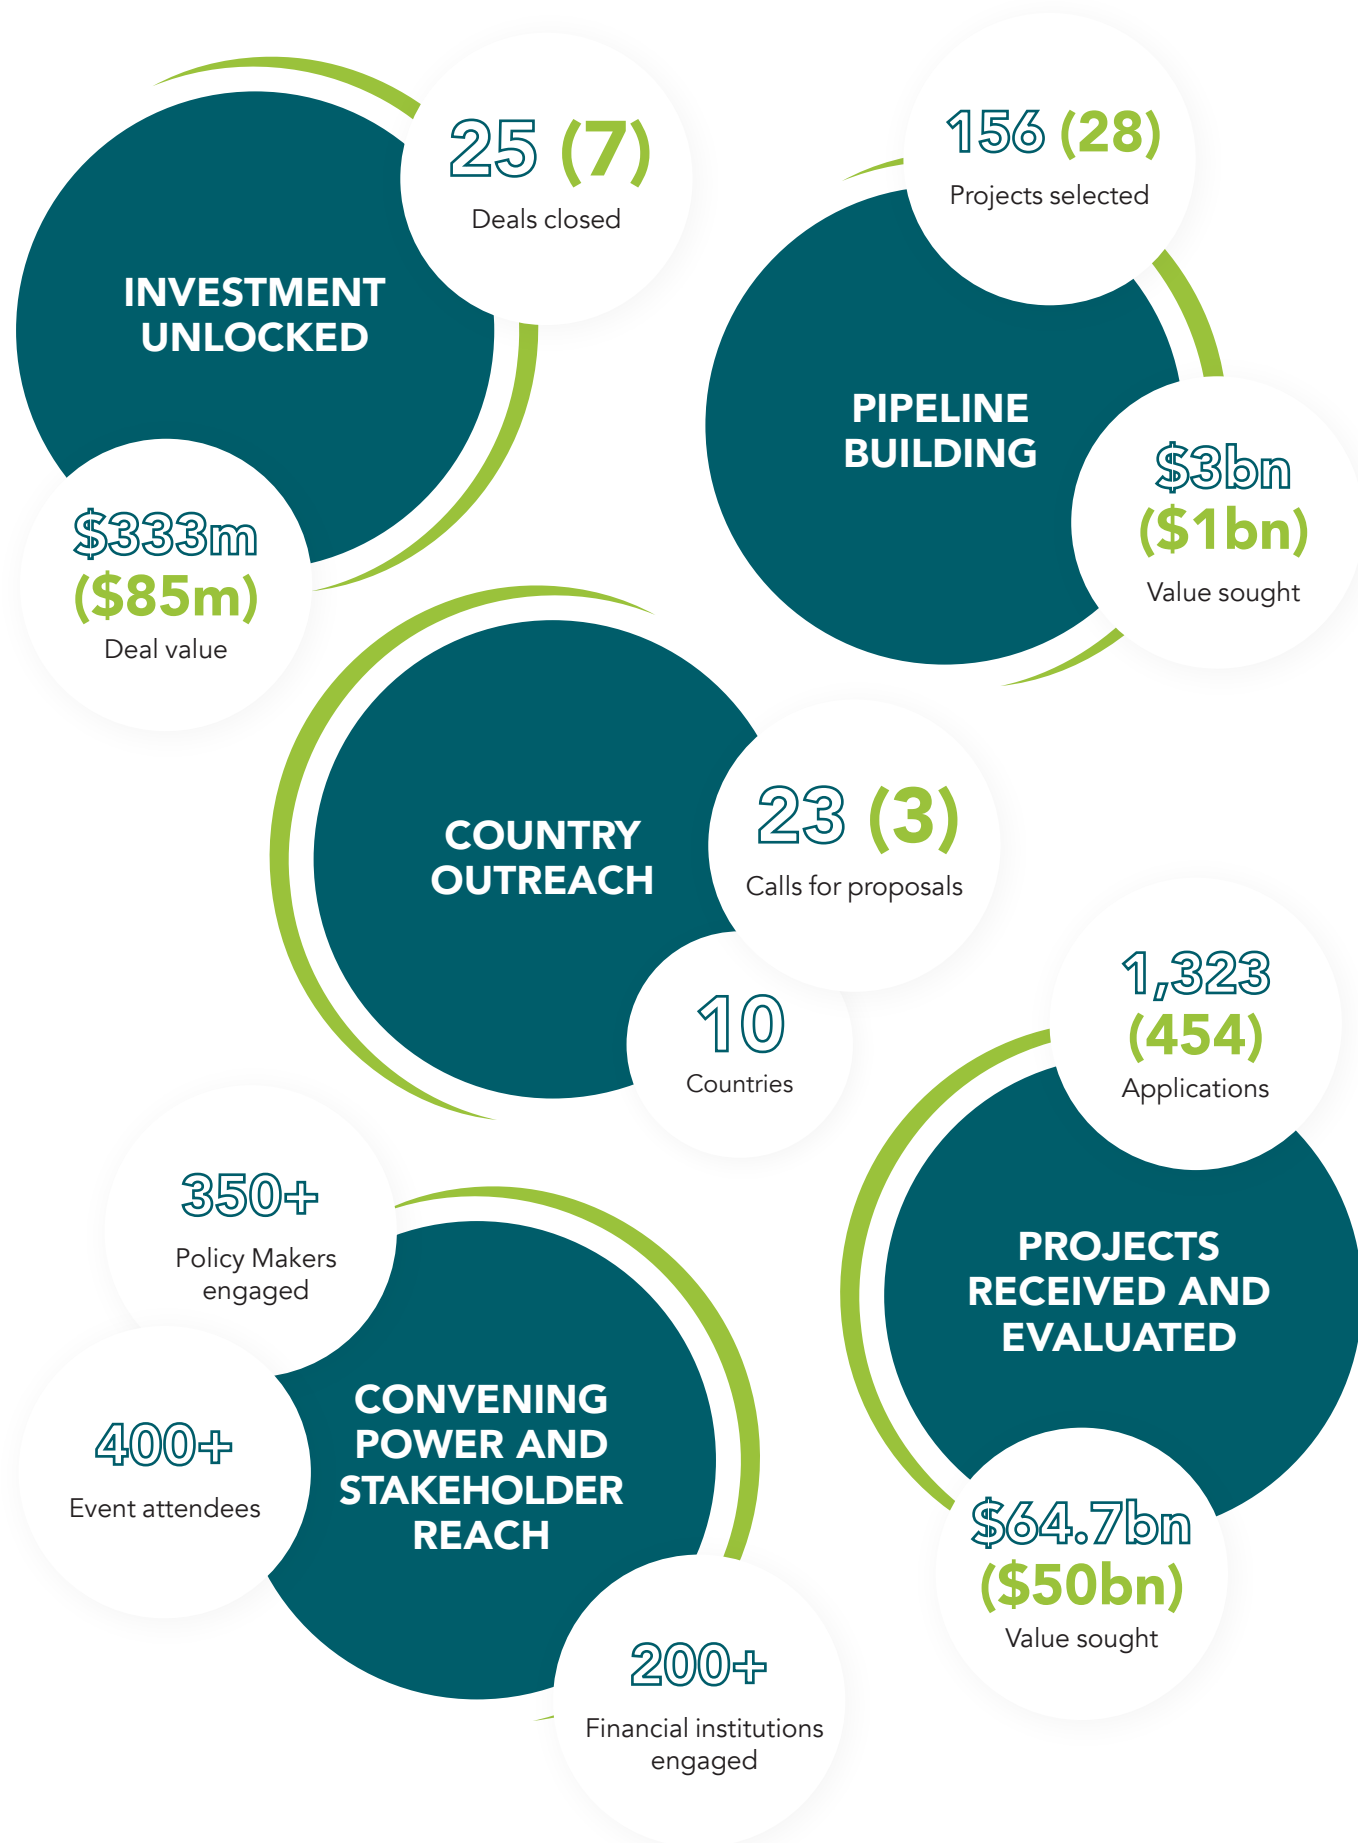 25 (7)
Deals closed
INVESTMENT
UNLOCKED
$333m
($85m)
Deal value
156 (28)
Projects selected
PIPELINE
BUILDING
$3bn
($1bn)
Value sought
COUNTRY
OUTREACH
23 (3)
Calls for proposals
10
Countries
1,323
(454)
Applications
PROJECTS
RECEIVED AND
EVALUATED
$64.7bn
($50bn)
Value sought
350+
Policy Makers
engaged
400+
Event attendees
CONVENING
POWER AND
STAKEHOLDER
REACH
200+
Financial institutions
engaged